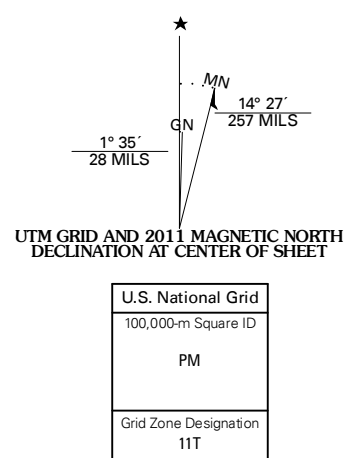 ★
MN
14° 27´
257 MILS
GN
1° 35´
28 MILS
UTM GRID AND 2011 MAGNETIC NORTH
DECLINATION AT CENTER OF SHEET
U.S. National Grid
100,000-m Square ID
PM
Grid Zone Designation
11T